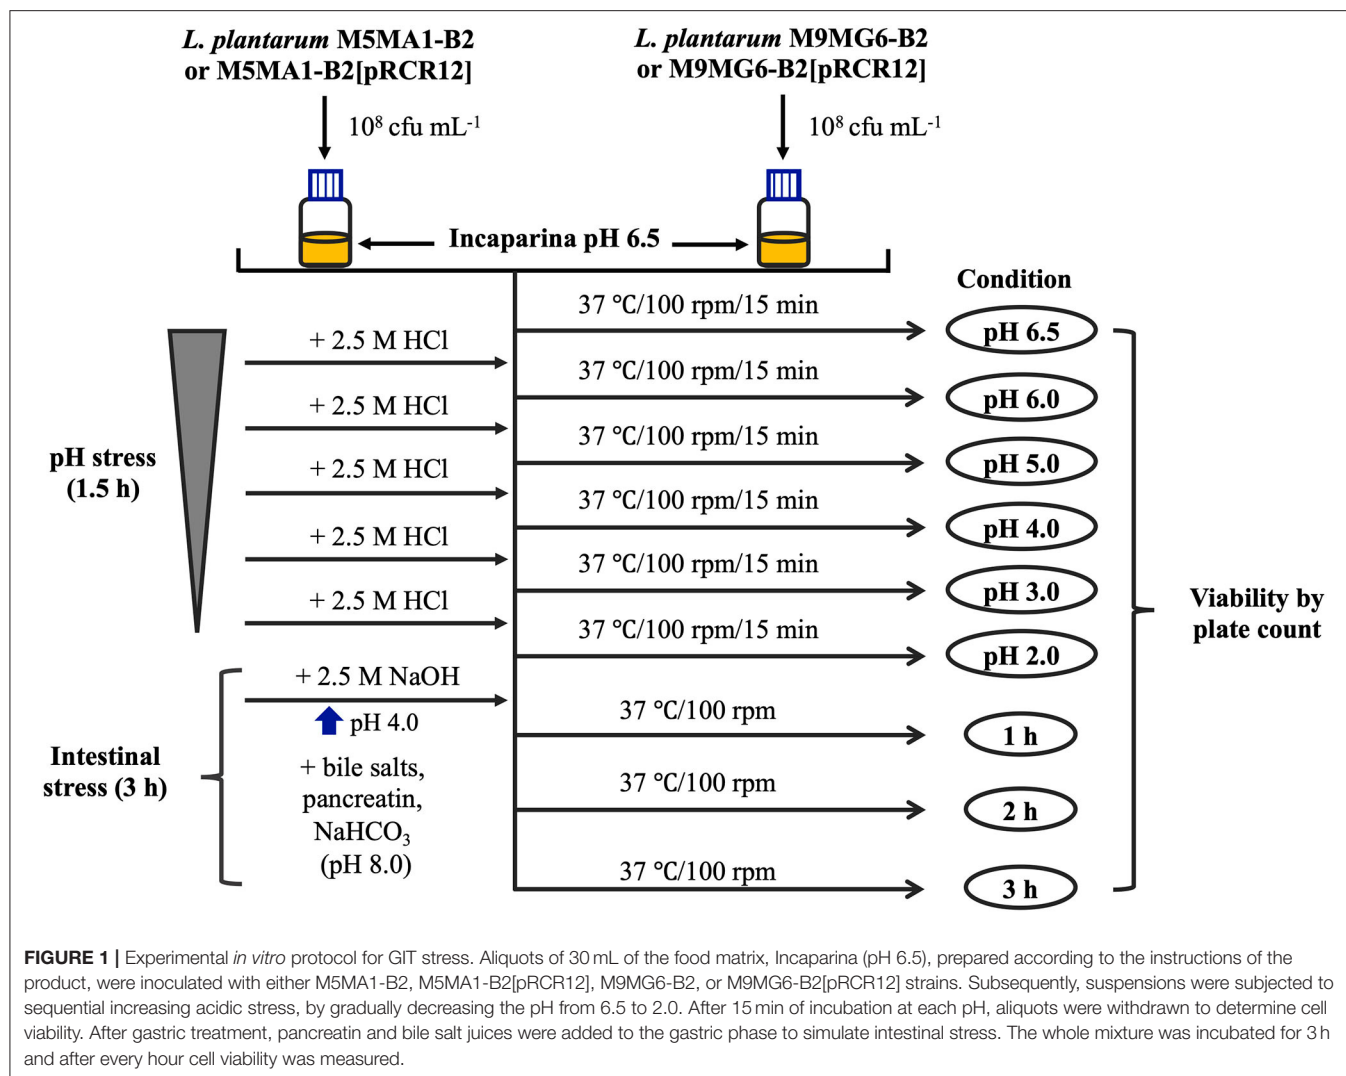 L. plantarum M5MA1-B2
or M5MA1-B2[pRCR12]
L. plantarum M9MG6-B2
or M9MG6-B2[pRCR12]
10⁸ cfu mL⁻¹
10⁸ cfu mL⁻¹
Incaparina pH 6.5
Condition
37 °C/100 rpm/15 min
pH 6.5
+ 2.5 M HCl
37 °C/100 rpm/15 min
pH 6.0
+ 2.5 M HCl
37 °C/100 rpm/15 min
pH 5.0
pH stress
(1.5 h)
+ 2.5 M HCl
37 °C/100 rpm/15 min
pH 4.0
+ 2.5 M HCl
37 °C/100 rpm/15 min
pH 3.0
+ 2.5 M HCl
37 °C/100 rpm/15 min
pH 2.0
Viability by
plate count
+ 2.5 M NaOH
pH 4.0
37 °C/100 rpm
1 h
Intestinal
stress (3 h)
+ bile salts,
pancreatin,
NaHCO₃
(pH 8.0)
37 °C/100 rpm
2 h
37 °C/100 rpm
3 h
FIGURE 1 | Experimental in vitro protocol for GIT stress. Aliquots of 30 mL of the food matrix, Incaparina (pH 6.5), prepared according to the instructions of the
product, were inoculated with either M5MA1-B2, M5MA1-B2[pRCR12], M9MG6-B2, or M9MG6-B2[pRCR12] strains. Subsequently, suspensions were subjected to
sequential increasing acidic stress, by gradually decreasing the pH from 6.5 to 2.0. After 15 min of incubation at each pH, aliquots were withdrawn to determine cell
viability. After gastric treatment, pancreatin and bile salt juices were added to the gastric phase to simulate intestinal stress. The whole mixture was incubated for 3 h
and after every hour cell viability was measured.